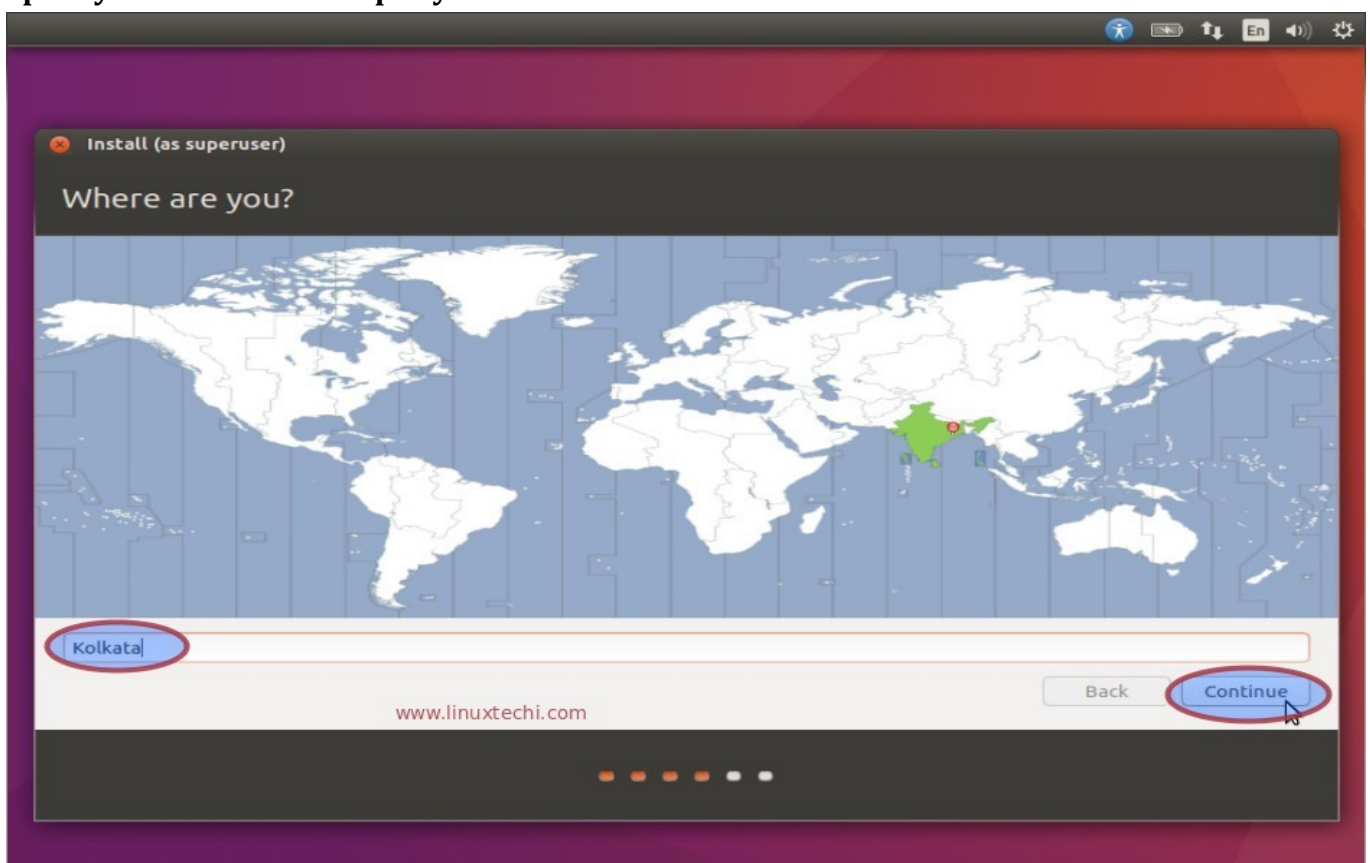 En
Install (as superuser)
Where are you?
Kolkata
Back
Continue
www.linuxtechi.com